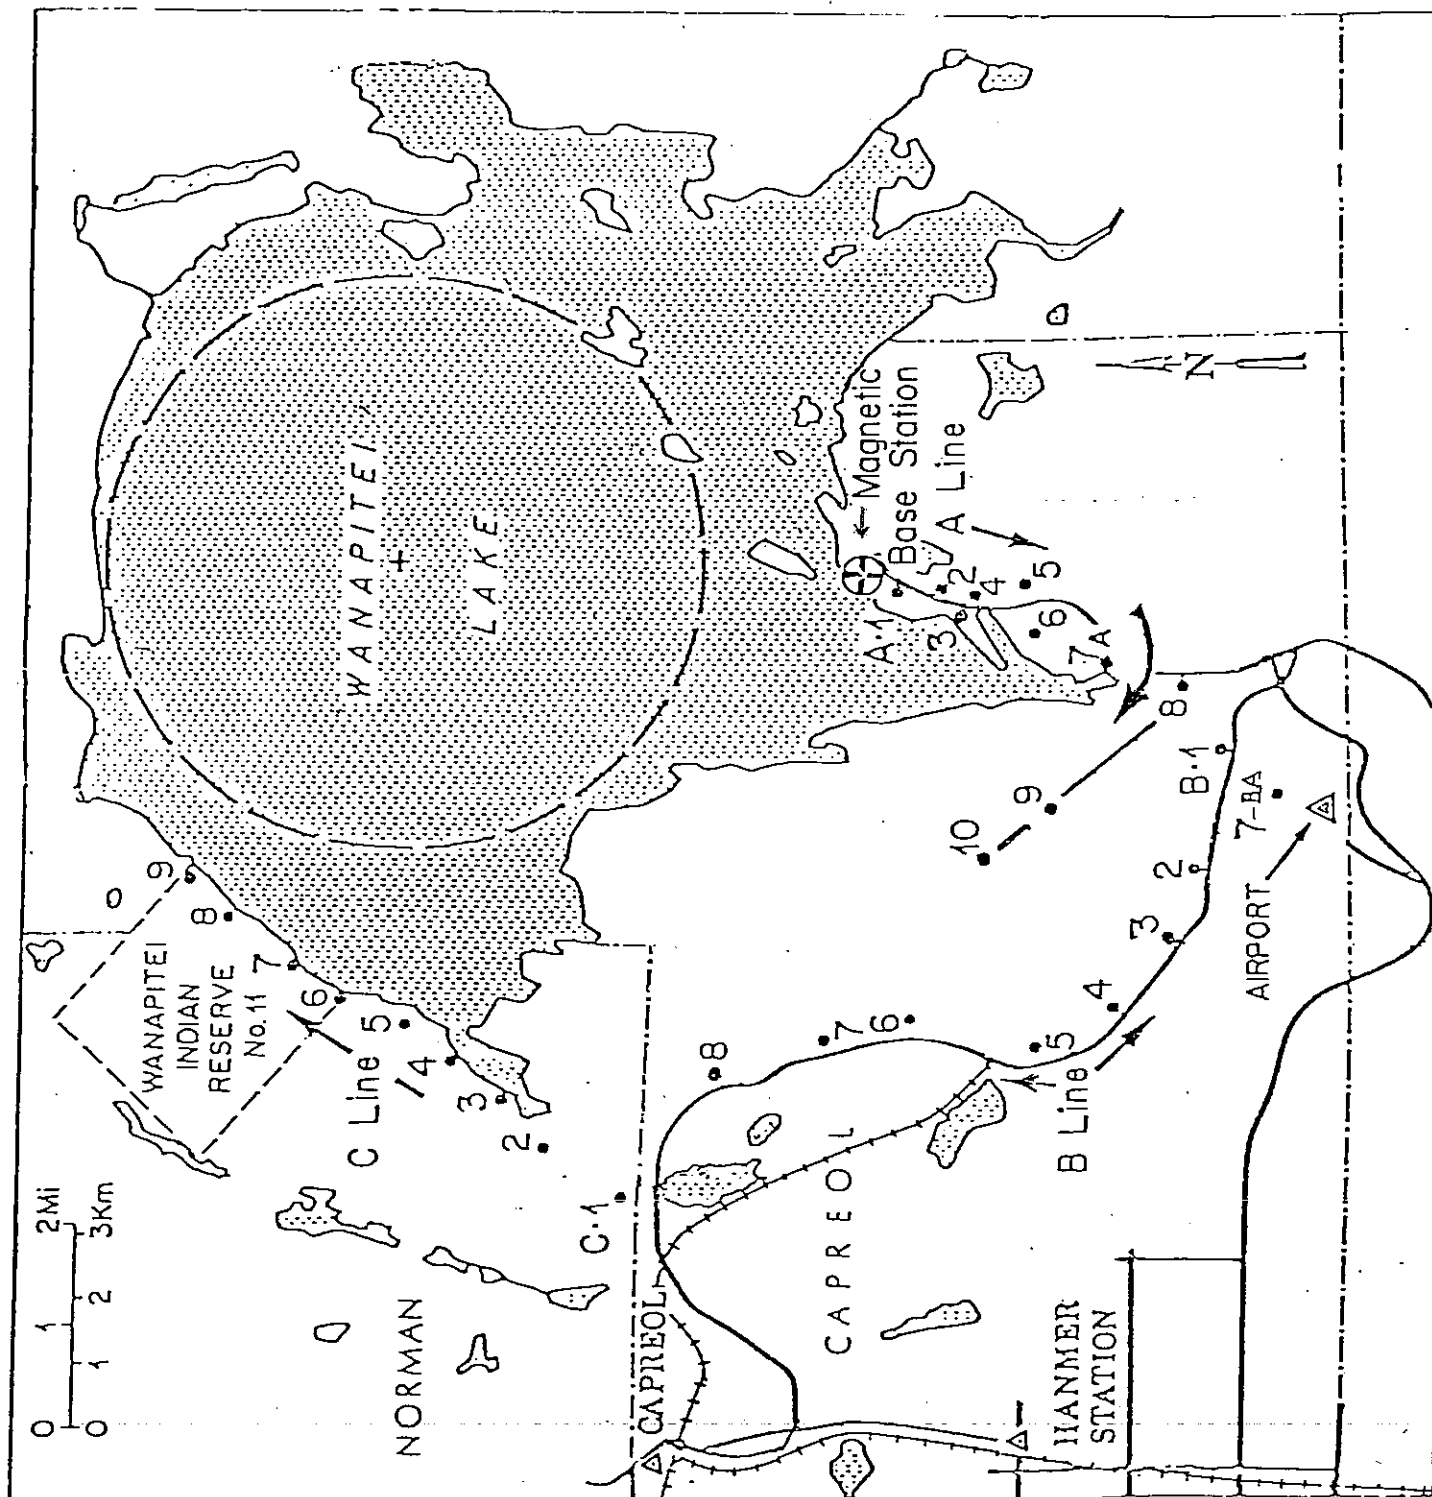 WANAPITEI
LAKE
WANAPITEI
INDIAN
RESERVE
No.11
9
8
7
6
5
4
3
2
C·1
C Line
0 1 2Mi
0 1 2 3Km
NORMAN
CAPREOL
CAPREOL
HANMER
STATION
Magnetic
Base Station
A Line
A·1
2
3
4
5
6
7A
8
9
10
N
B·1
2
3
4
5
6
7
8
7-BA
B Line
AIRPORT